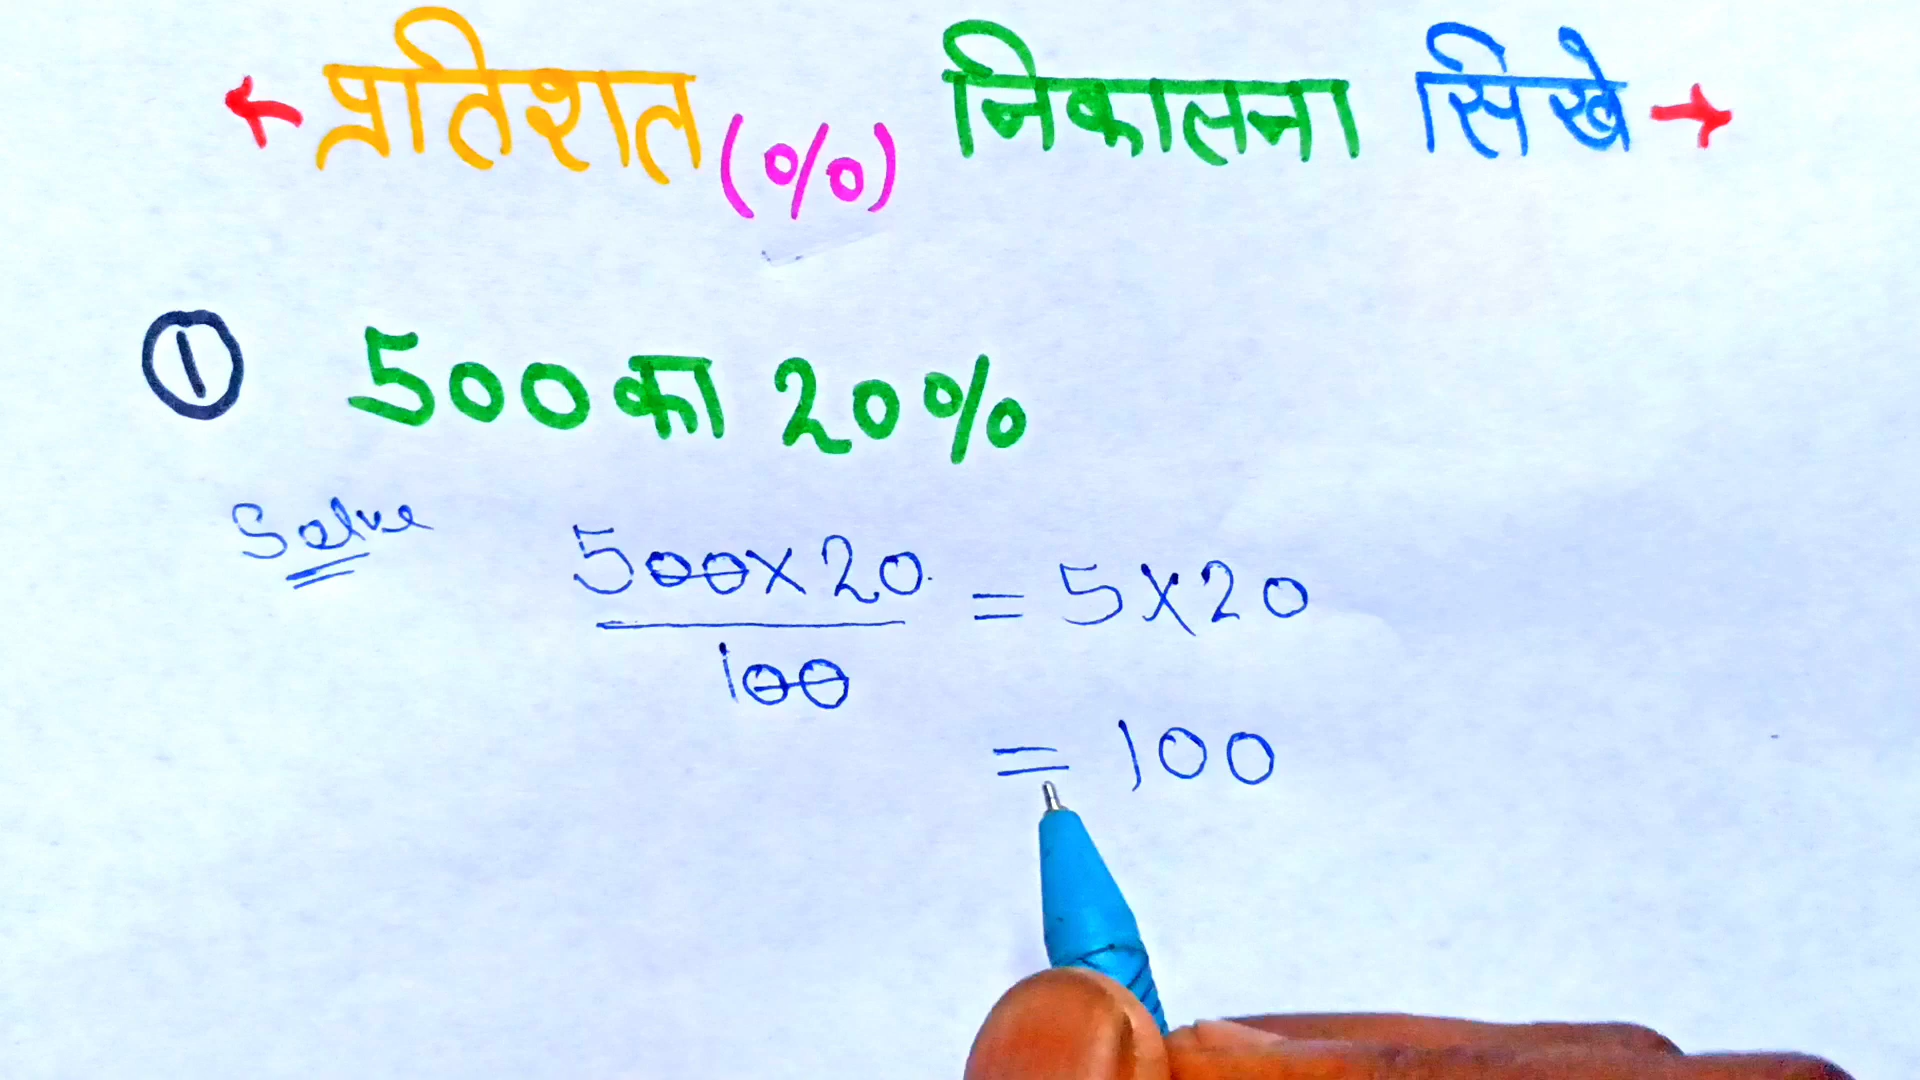 ← प्रतिशत (%) निकालना सिखे →
① 500 का 20%
Solve
500 × 20 / 100 = 5 × 20
= 100